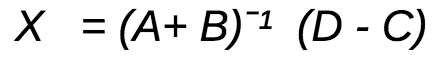 X = (A+ B)⁻¹ (D - C)